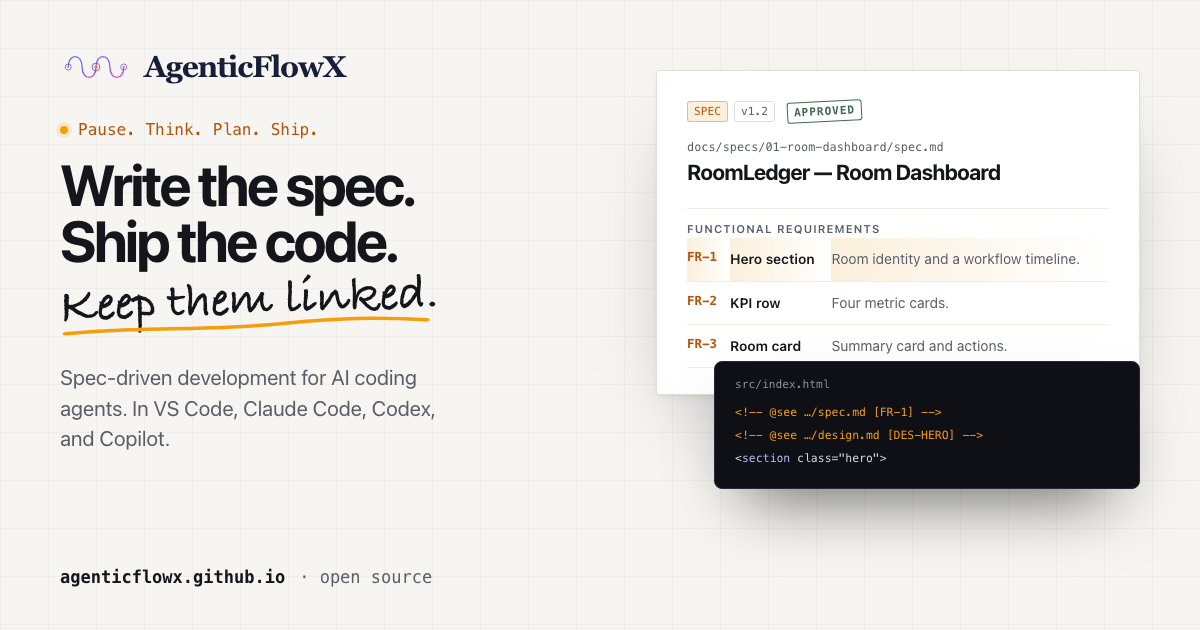 AgenticFlowX
Pause. Think. Plan. Ship.
Write the spec.
Ship the code.
Keep them linked.
Spec-driven development for AI coding
agents. In VS Code, Claude Code, Codex,
and Copilot.
agenticflowx.github.io · open source
SPEC v1.2 APPROVED
docs/specs/01-room-dashboard/spec.md
RoomLedger — Room Dashboard
FUNCTIONAL REQUIREMENTS
FR-1 Hero section Room identity and a workflow timeline.
FR-2 KPI row Four metric cards.
FR-3 Room card Summary card and actions.
src/index.html
<!-- @see …/spec.md [FR-1] -->
<!-- @see …/design.md [DES-HERO] -->
<section class="hero">